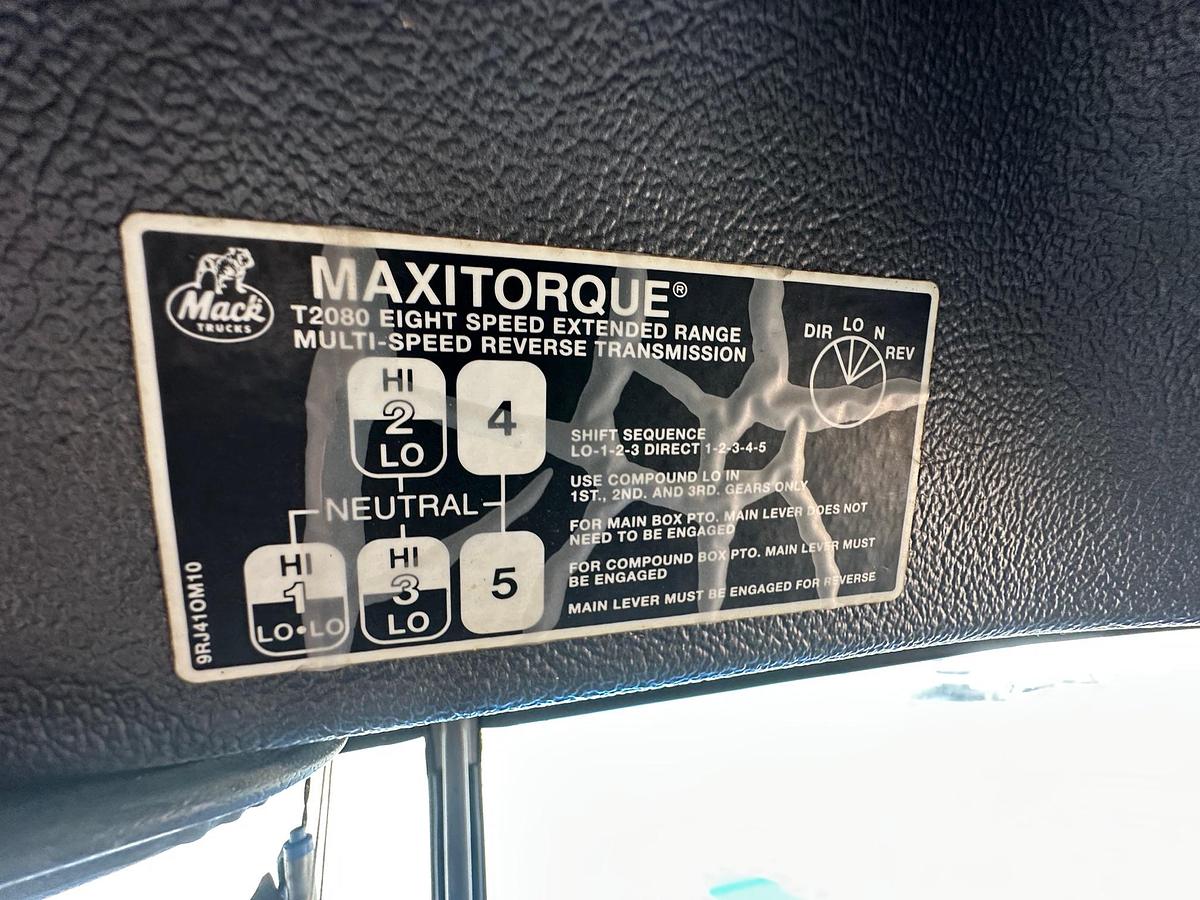 Mack
TRUCKS
MAXITORQUE®
T2080 EIGHT SPEED EXTENDED RANGE
MULTI-SPEED REVERSE TRANSMISSION
DIR LO N REV
HI
2
LO
4
NEUTRAL
HI
1
LO•LO
HI
3
LO
5
SHIFT SEQUENCE
LO-1-2-3 DIRECT 1-2-3-4-5
USE COMPOUND LO IN
1ST., 2ND. AND 3RD. GEARS ONLY
FOR MAIN BOX PTO. MAIN LEVER DOES NOT
NEED TO BE ENGAGED
FOR COMPOUND BOX PTO. MAIN LEVER MUST
BE ENGAGED
MAIN LEVER MUST BE ENGAGED FOR REVERSE
9RJ41OM10